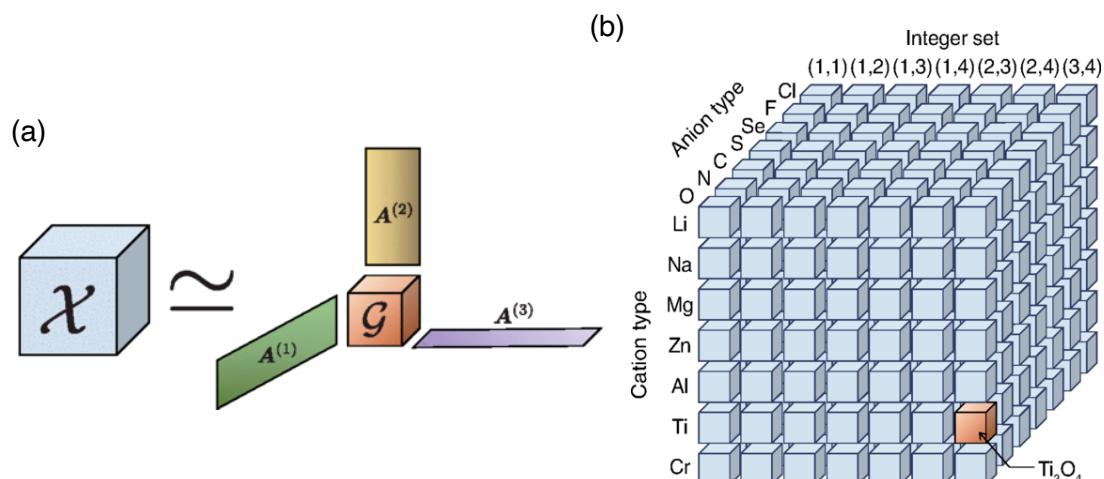 (a)
X
≃
A(1)
A(2)
G
A(3)
(b)
Integer set
(1,1) (1,2) (1,3) (1,4) (2,3) (2,4) (3,4)
Anion type
Cl
F
Se
S
C
N
O
Cation type
Li
Na
Mg
Zn
Al
Ti
Cr
Ti₃O₄